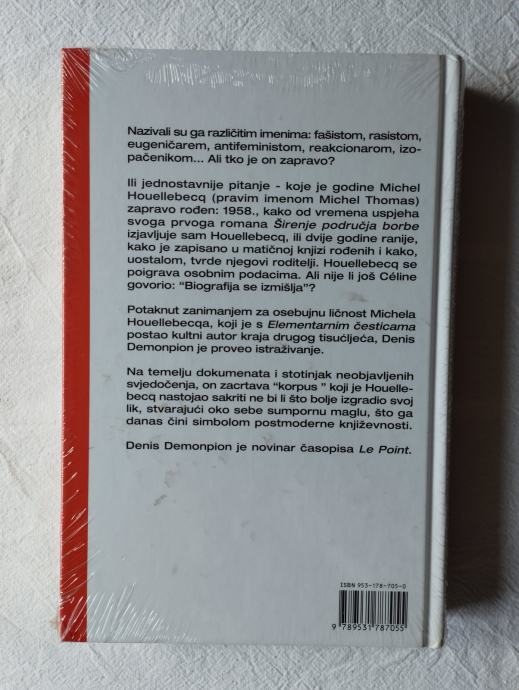 Nazivali su ga različitim imenima: fašistom, rasistom,
eugeničarem, antifeministom, reakcionarom, izo-
pačenikom... Ali tko je on zapravo?
Ili jednostavnije pitanje - koje je godine Michel
Houellebecq (pravim imenom Michel Thomas)
zapravo rođen: 1958., kako od vremena uspjeha
svoga prvoga romana Širenje područja borbe
izjavljuje sam Houellebecq, ili dvije godine ranije,
kako je zapisano u matičnoj knjizi rođenih i kako,
uostalom, tvrde njegovi roditelji. Houellebecq se
poigrava osobnim podacima. Ali nije li još Céline
govorio: “Biografija se izmišlja”?
Potaknut zanimanjem za osebujnu ličnost Michela
Houellebecqa, koji je s Elementarnim česticama
postao kultni autor kraja drugog tisućljeća, Denis
Demonpion je proveo istraživanje.
Na temelju dokumenata i stotinjak neobjavljenih
svjedočenja, on zacrtava “korpus ” koji je Houelle-
becq nastojao sakriti ne bi li što bolje izgradio svoj
lik, stvarajući oko sebe sumpornu maglu, što ga
danas čini simbolom postmoderne književnosti.
Denis Demonpion je novinar časopisa Le Point.
ISBN 953-178-705-0
9 789531 787055